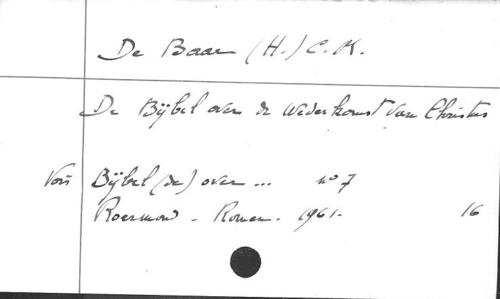 De Baar (H.) C.K.
De Bijbel over de Wederkomst van Christus
Voir Bijbel (de) over ... n° 7
Roermond - Romen - 1961. 16